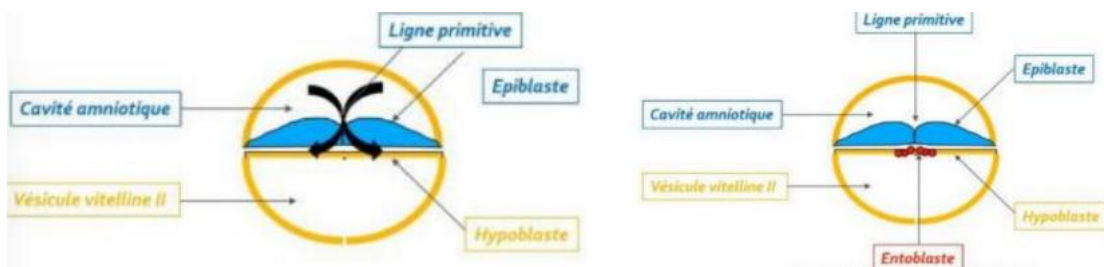 Ligne primitive
Epiblaste
Cavité amniotique
Vésicule vitelline II
Hypoblaste
Ligne primitive
Epiblaste
Cavité amniotique
Vésicule vitelline II
Hypoblaste
Entoblaste